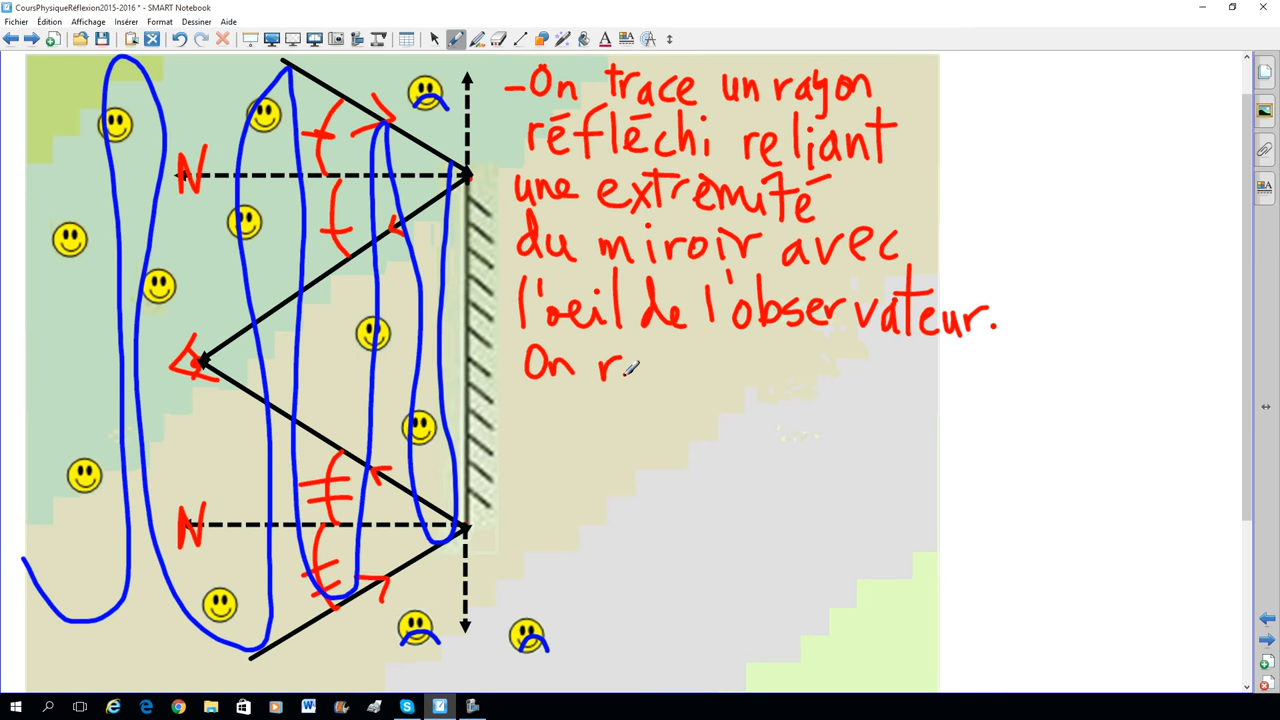 CoursPhysiqueRéflexion2015-2016 * - SMART Notebook
Fichier Édition Affichage Insérer Format Dessiner Aide
-On trace un rayon
réfléchi reliant
une extrémité
du miroir avec
l'oeil de l'observateur.
On r
N
N